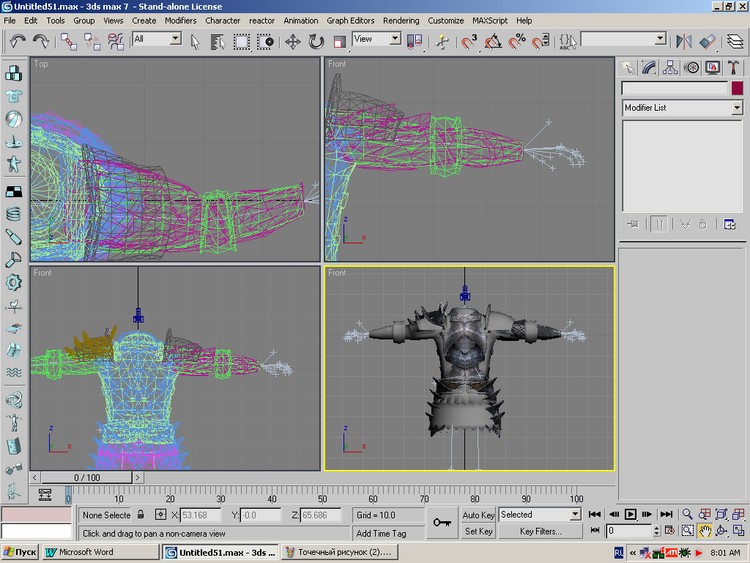 Untitled51.max - 3ds max 7 - Stand-alone License
File Edit Tools Group Views Create Modifiers Character reactor Animation Graph Editors Rendering Customize MAXScript Help
All
View
3
ABC
Top
Front
Modifier List
z
x
z
x
Front
Front
z
x
z
x
0 / 100
0 10 20 30 40 50 60 70 80 90 100
None Selecte X: 53.168 Y: -0.0 Z: 65.686 Grid = 10.0 Auto Key Selected
Click and drag to pan a non-camera view Add Time Tag Set Key Key Filters... 0
Пуск Microsoft Word Untitled51.max - 3ds ... Точечный рисунок (2).... RU ATI 8:01 AM